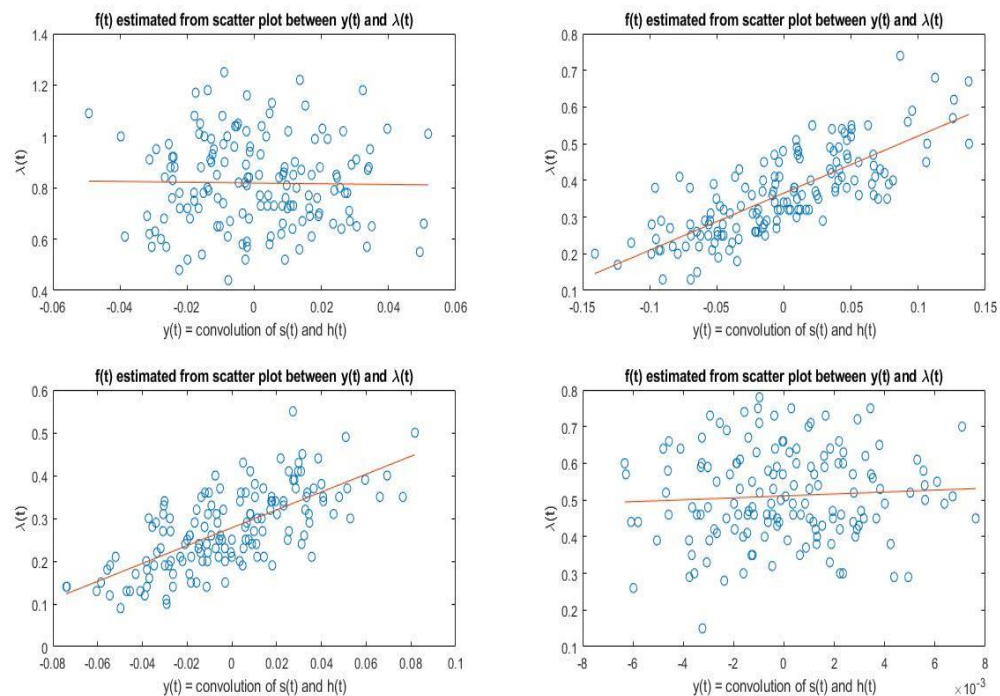 f(t) estimated from scatter plot between y(t) and λ(t)
1.4
1.2
1
0.8
0.6
0.4
λ(t)
-0.06 -0.04 -0.02 0 0.02 0.04 0.06
y(t) = convolution of s(t) and h(t)
f(t) estimated from scatter plot between y(t) and λ(t)
0.8
0.7
0.6
0.5
0.4
0.3
0.2
0.1
λ(t)
-0.15 -0.1 -0.05 0 0.05 0.1 0.15
y(t) = convolution of s(t) and h(t)
f(t) estimated from scatter plot between y(t) and λ(t)
0.6
0.5
0.4
0.3
0.2
0.1
0
λ(t)
-0.08 -0.06 -0.04 -0.02 0 0.02 0.04 0.06 0.08 0.1
y(t) = convolution of s(t) and h(t)
f(t) estimated from scatter plot between y(t) and λ(t)
0.8
0.7
0.6
0.5
0.4
0.3
0.2
0.1
λ(t)
-8 -6 -4 -2 0 2 4 6 8
y(t) = convolution of s(t) and h(t) ×10⁻³